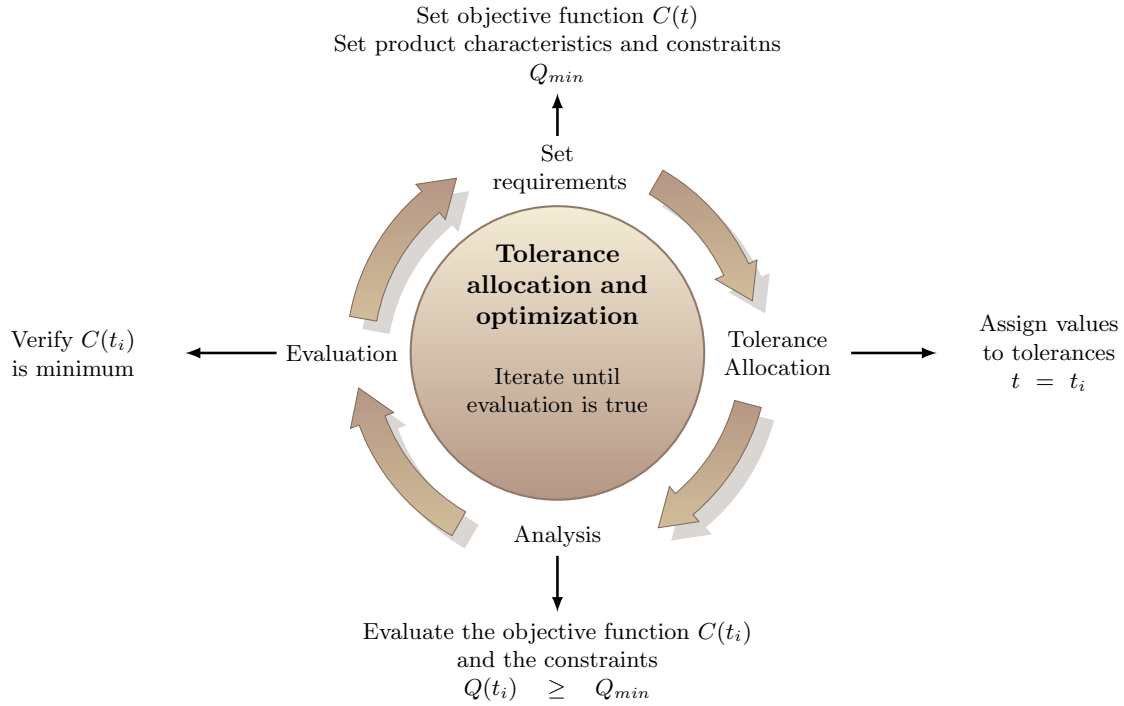 Set objective function C(t)
Set product characteristics and constraitns
Q_min
Set
requirements
Tolerance
allocation and
optimization
Iterate until
evaluation is true
Verify C(t_i)
is minimum
Evaluation
Tolerance
Allocation
Assign values
to tolerances
t = t_i
Analysis
Evaluate the objective function C(t_i)
and the constraints
Q(t_i) ≥ Q_min